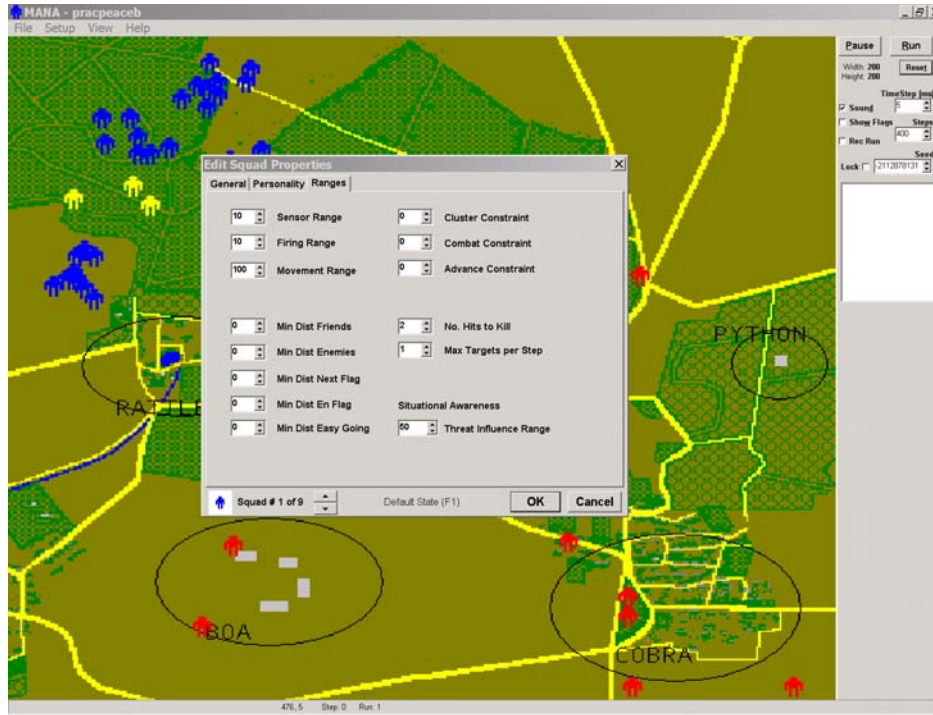 MANA - pracpeaceb
File Setup View Help
Pause Run
Width: 200
Height: 200
Reset
TimeStep (ms)
Sound 5
Show Flags Steps
Rec Run 400
Seed
Lock -2112878131
Edit Squad Properties
General Personality Ranges
10 Sensor Range 0 Cluster Constraint
10 Firing Range 0 Combat Constraint
100 Movement Range 0 Advance Constraint
0 Min Dist Friends 2 No. Hits to Kill
0 Min Dist Enemies 1 Max Targets per Step
0 Min Dist Next Flag
0 Min Dist En Flag Situational Awareness
0 Min Dist Easy Going 50 Threat Influence Range
Squad # 1 of 9 Default State (F1) OK Cancel
PYTHON
BOA
COBRA
476, 5 Step: 0 Run: 1